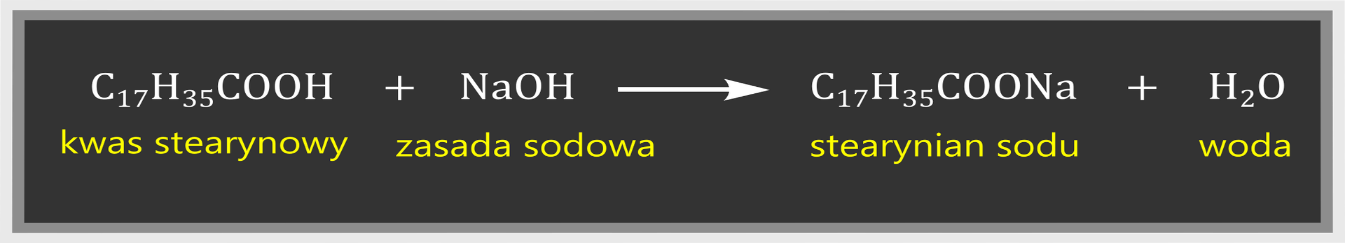 C₁₇H₃₅COOH + NaOH ⟶ C₁₇H₃₅COONa + H₂O
kwas stearynowy zasada sodowa stearynian sodu woda